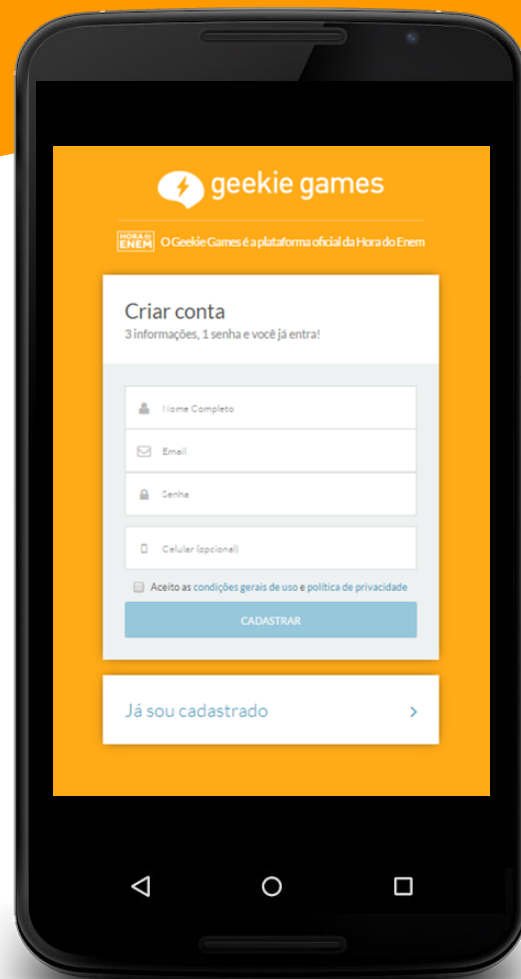 geekie games
HORA do
ENEM
O Geekie Games é a plataforma oficial da Hora do Enem
Criar conta
3 informações, 1 senha e você já entra!
Nome Completo
Email
Senha
Celular (opcional)
Aceito as condições gerais de uso e política de privacidade
CADASTRAR
Já sou cadastrado